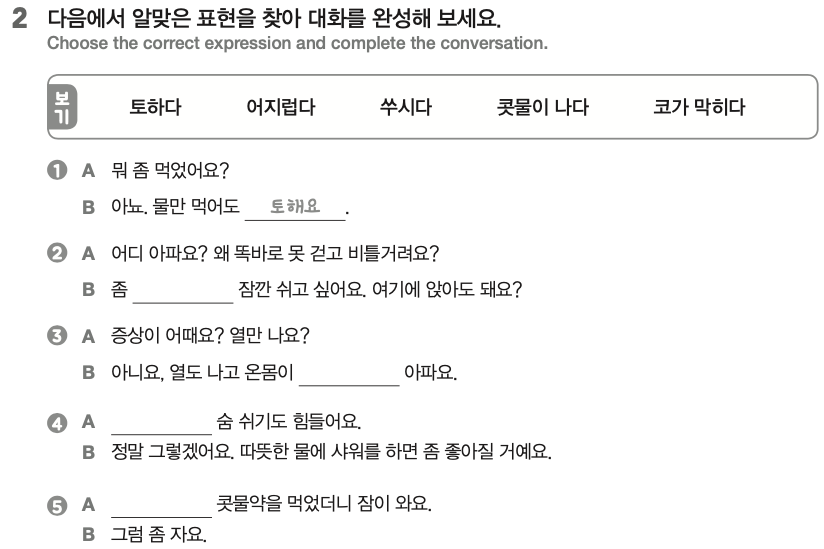 2 다음에서 알맞은 표현을 찾아 대화를 완성해 보세요.
Choose the correct expression and complete the conversation.
보기 토하다 어지럽다 쑤시다 콧물이 나다 코가 막히다
1 A 뭐 좀 먹었어요?
B 아뇨. 물만 먹어도 토해요.
2 A 어디 아파요? 왜 똑바로 못 걷고 비틀거려요?
B 좀 __________ 잠깐 쉬고 싶어요. 여기에 앉아도 돼요?
3 A 증상이 어때요? 열만 나요?
B 아니요, 열도 나고 온몸이 __________ 아파요.
4 A __________ 숨 쉬기도 힘들어요.
B 정말 그렇겠어요. 따뜻한 물에 샤워를 하면 좀 좋아질 거예요.
5 A __________ 콧물약을 먹었더니 잠이 와요.
B 그럼 좀 자요.